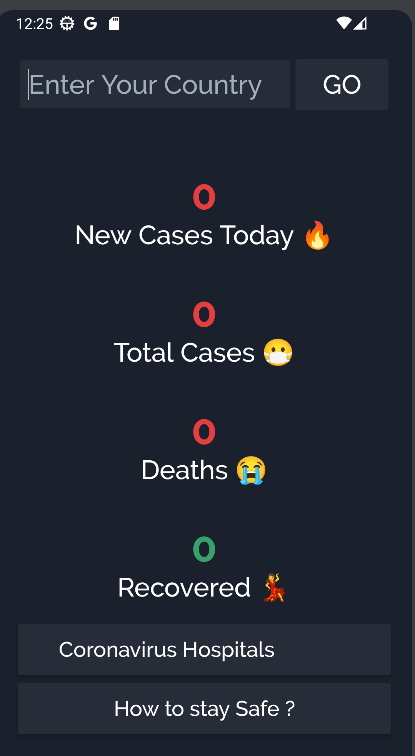 12:25
Enter Your Country GO
0
New Cases Today 🔥
0
Total Cases 😷
0
Deaths 😭
0
Recovered 💃
Coronavirus Hospitals
How to stay Safe ?